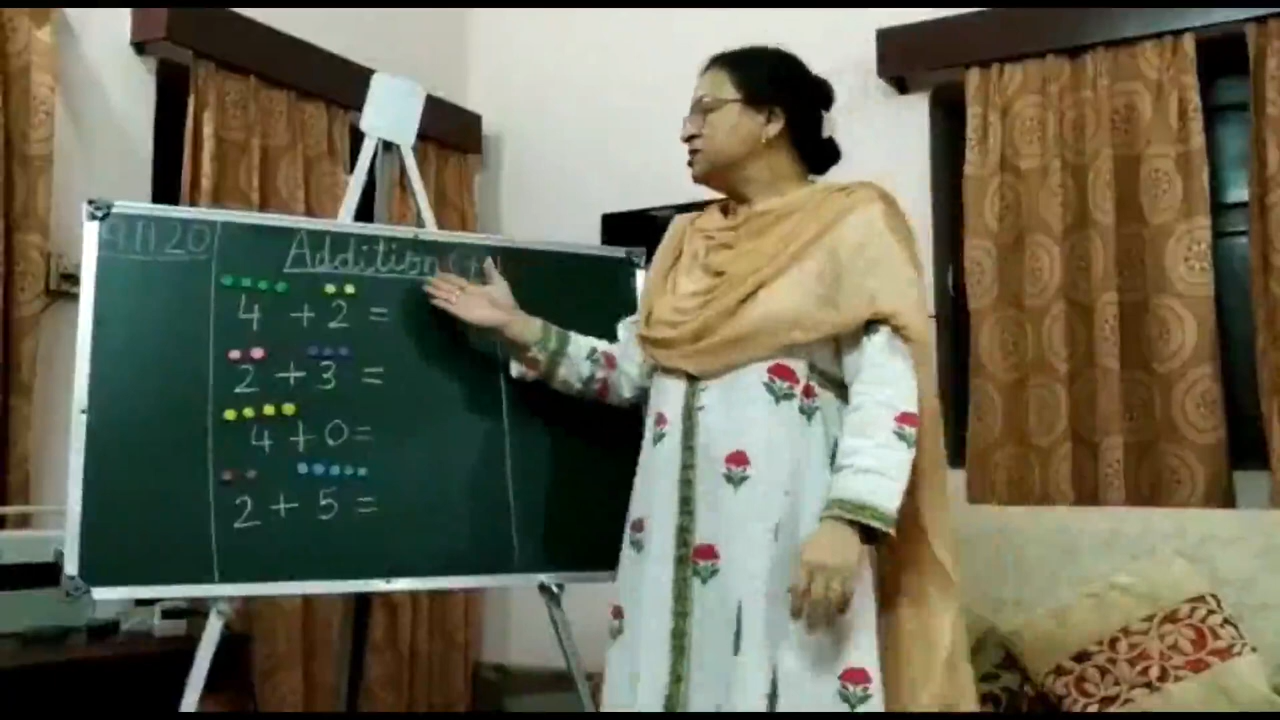 Addition (+)
4 + 2 =
2 + 3 =
4 + 0 =
2 + 5 =